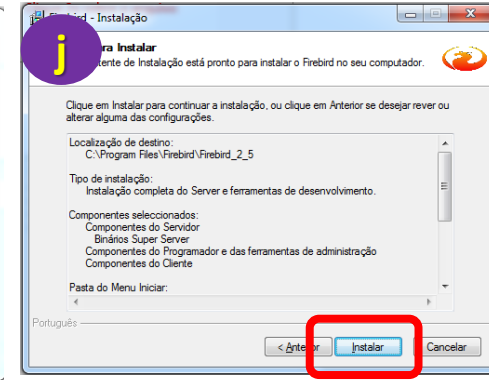 - Instalação
j
ra Instalar
tente de Instalação está pronto para instalar o Firebird no seu computador.
Clique em Instalar para continuar a instalação, ou clique em Anterior se desejar rever ou
alterar alguma das configurações.
Localização de destino:
C:\Program Files\Firebird\Firebird_2_5
Tipo de instalação:
Instalação completa do Server e ferramentas de desenvolvimento.
Componentes seleccionados:
Componentes do Servidor
Binários Super Server
Componentes do Programador e das ferramentas de administração
Componentes do Cliente
Pasta do Menu Iniciar:
Português
< Anterior
Instalar
Cancelar